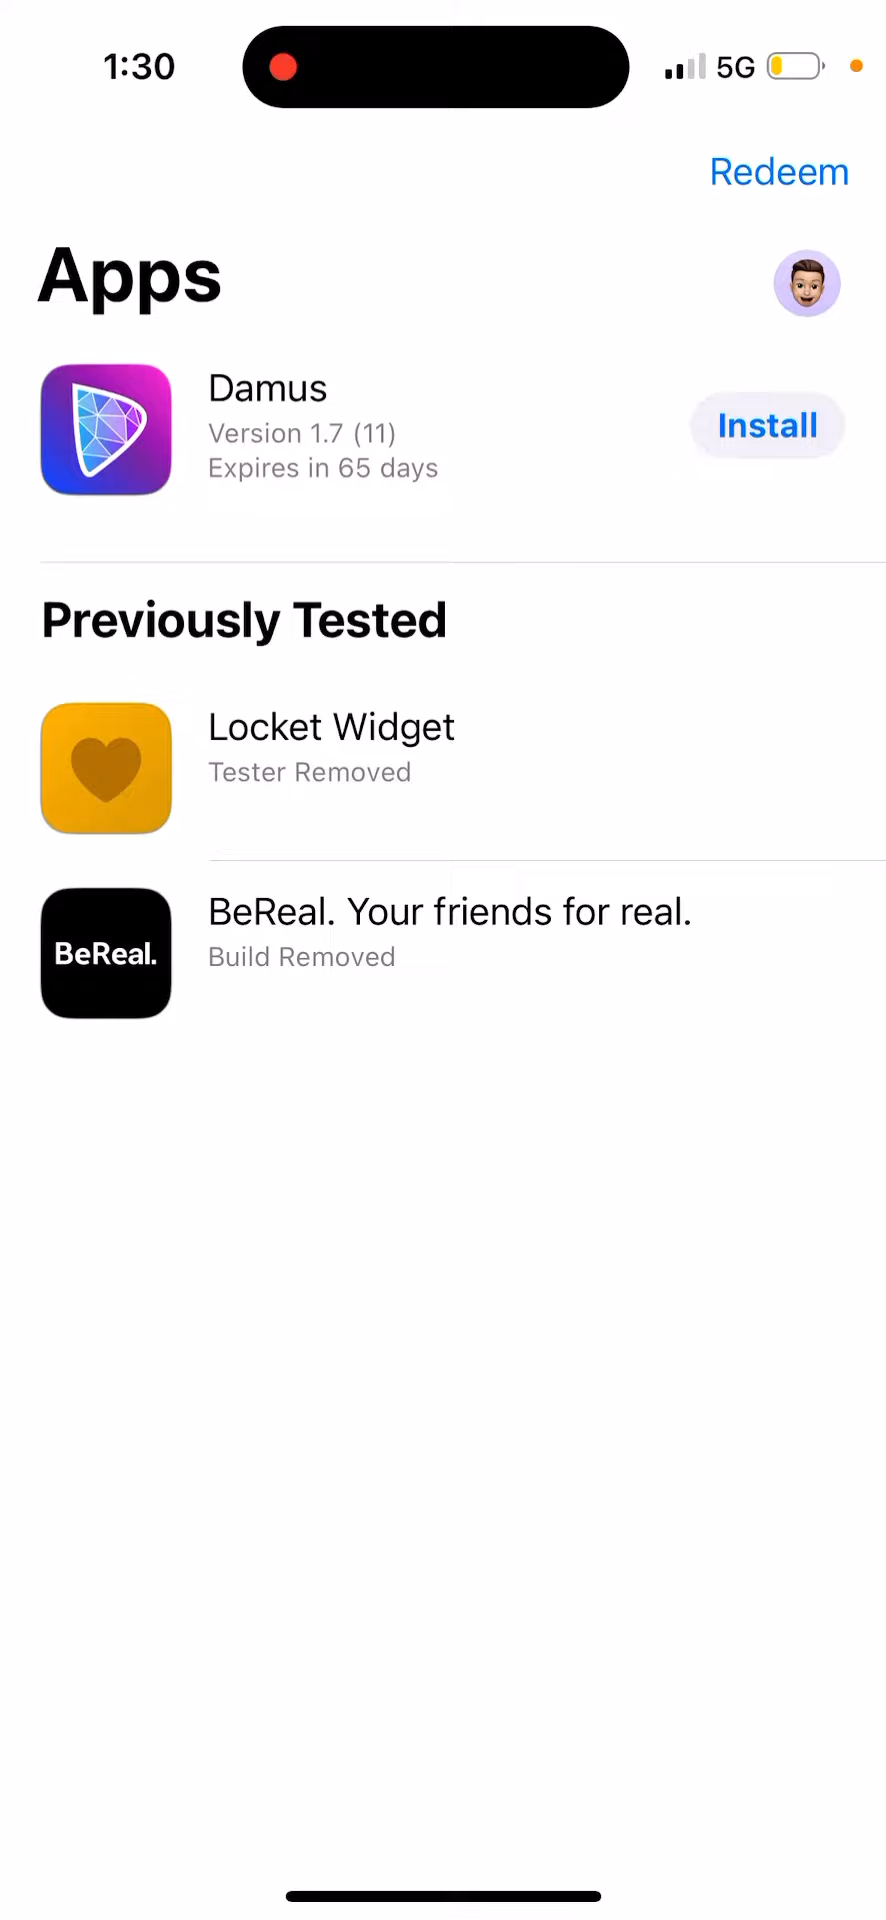 1:30
5G
Redeem
Apps
Damus
Version 1.7 (11)
Expires in 65 days
Install
Previously Tested
Locket Widget
Tester Removed
BeReal. Your friends for real.
BeReal.
Build Removed